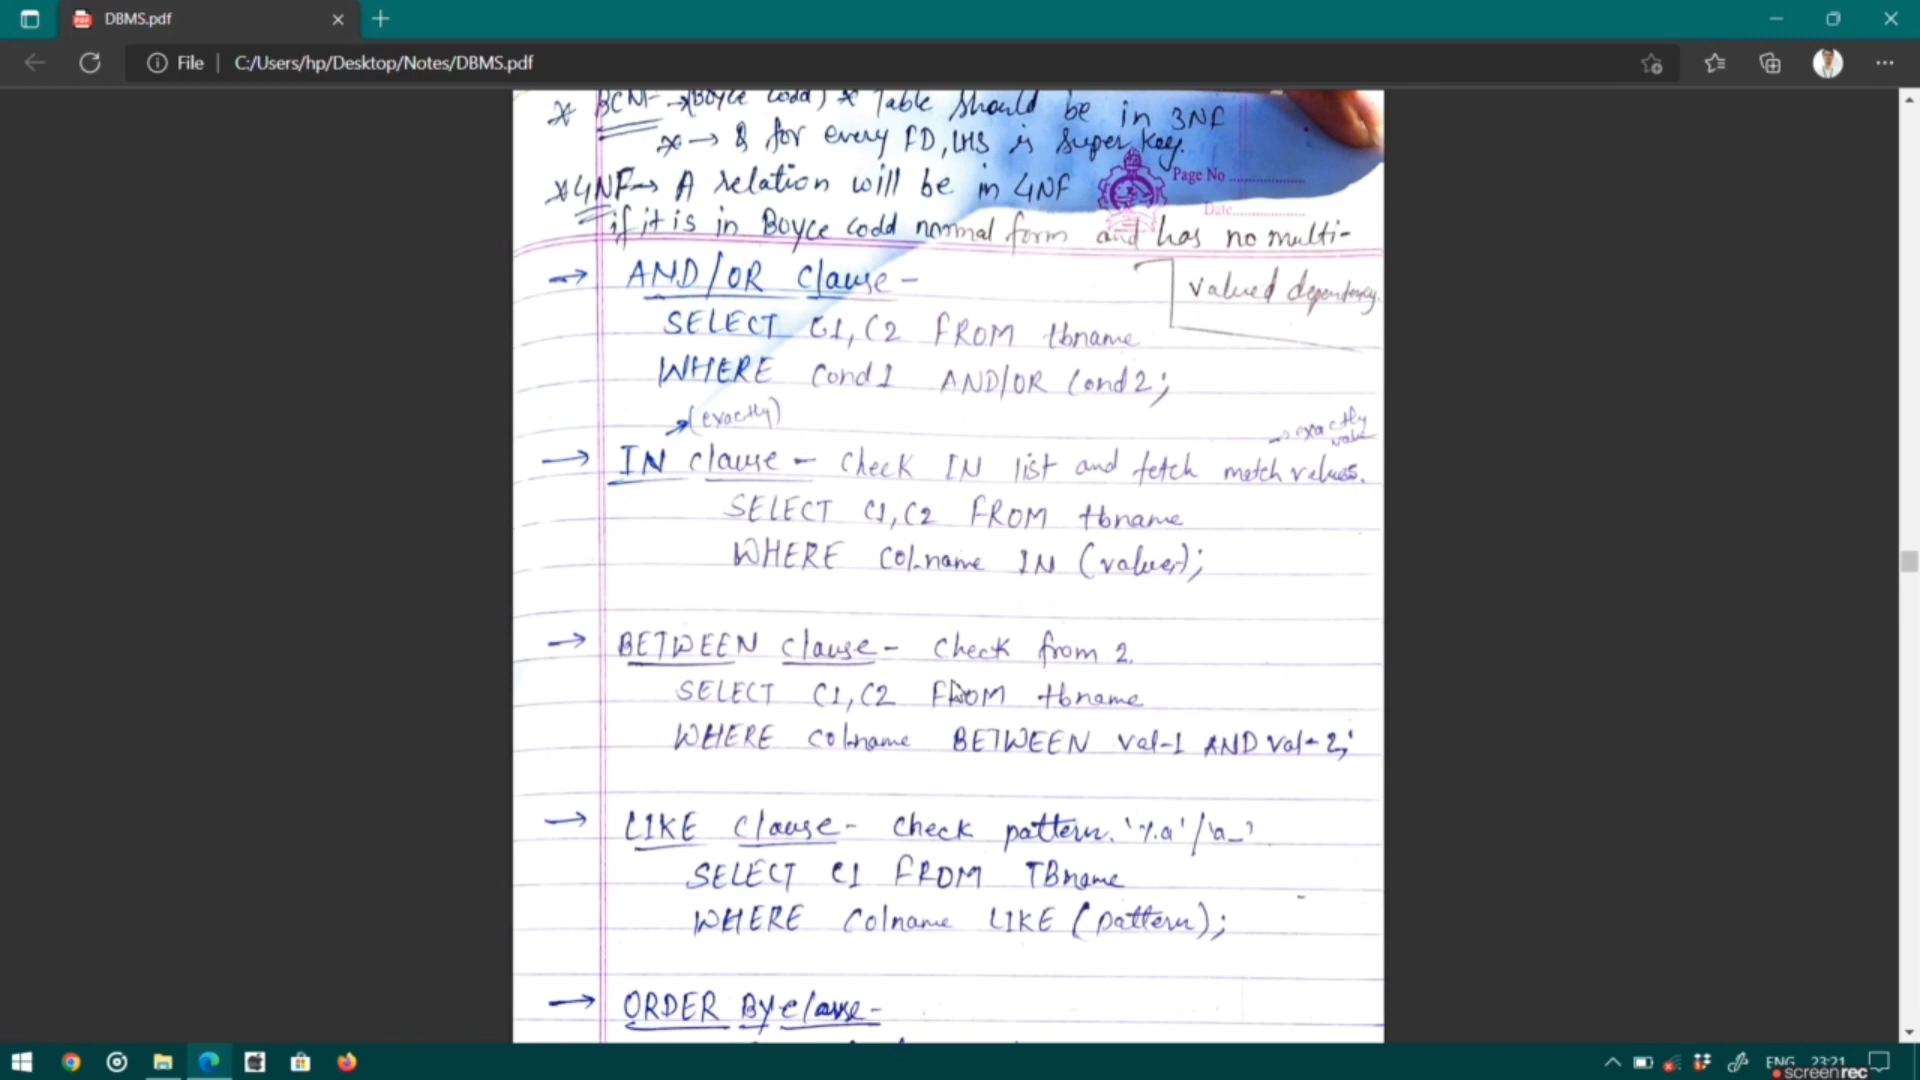 DBMS.pdf
File | C:/Users/hp/Desktop/Notes/DBMS.pdf
* BCNF → (Boyce Codd) * Table should be in 3NF
* → & for every FD, LHS is super key.
Page No
* 4NF → A relation will be in 4NF
Date
if it is in Boyce codd normal form and has no multi-
valued dependency.
→ AND/OR Clause -
SELECT C1, C2 FROM tbname
WHERE Cond1 AND/OR Cond2;
→ (exactly)
→ exactly value
→ IN clause - check IN list and fetch match values.
SELECT C1, C2 FROM tbname
WHERE Col.name IN (values);
→ BETWEEN clause - check from 2.
SELECT C1, C2 FROM tbname
WHERE colname BETWEEN val-1 AND val-2;
→ LIKE clause - check pattern. '%a' / 'a_'
SELECT C1 FROM TBname
WHERE Colname LIKE (pattern);
→ ORDER By clause -
ENG 23:21
screenrec